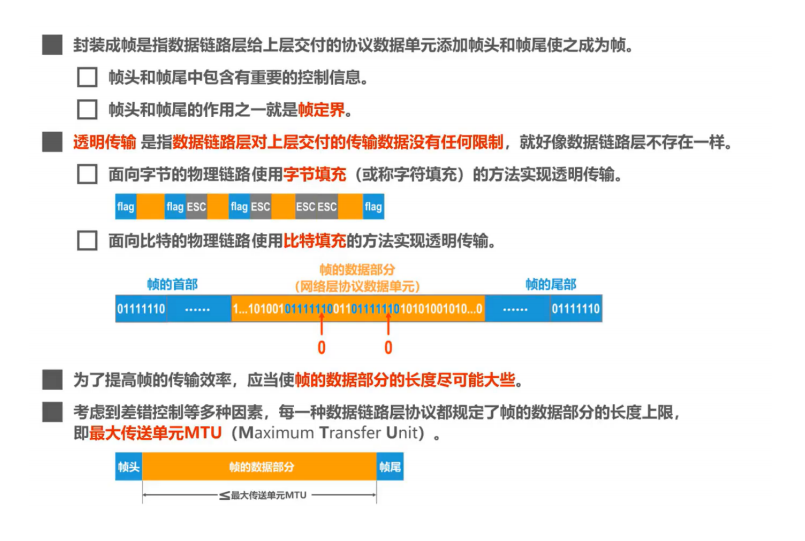 封装成帧是指数据链路层给上层交付的协议数据单元添加帧头和帧尾使之成为帧。
帧头和帧尾中包含有重要的控制信息。
帧头和帧尾的作用之一就是帧定界。
透明传输 是指数据链路层对上层交付的传输数据没有任何限制，就好像数据链路层不存在一样。
面向字节的物理链路使用字节填充（或称字符填充）的方法实现透明传输。
flag flag ESC flag ESC ESC ESC flag
面向比特的物理链路使用比特填充的方法实现透明传输。
帧的数据部分
帧的首部 （网络层协议数据单元） 帧的尾部
01111110 ······ 1...101001011111100110111111010101001010...0 ······ 01111110
0 0
为了提高帧的传输效率，应当使帧的数据部分的长度尽可能大些。
考虑到差错控制等多种因素，每一种数据链路层协议都规定了帧的数据部分的长度上限，
即最大传送单元MTU（Maximum Transfer Unit）。
帧头 帧的数据部分 帧尾
≤最大传送单元MTU